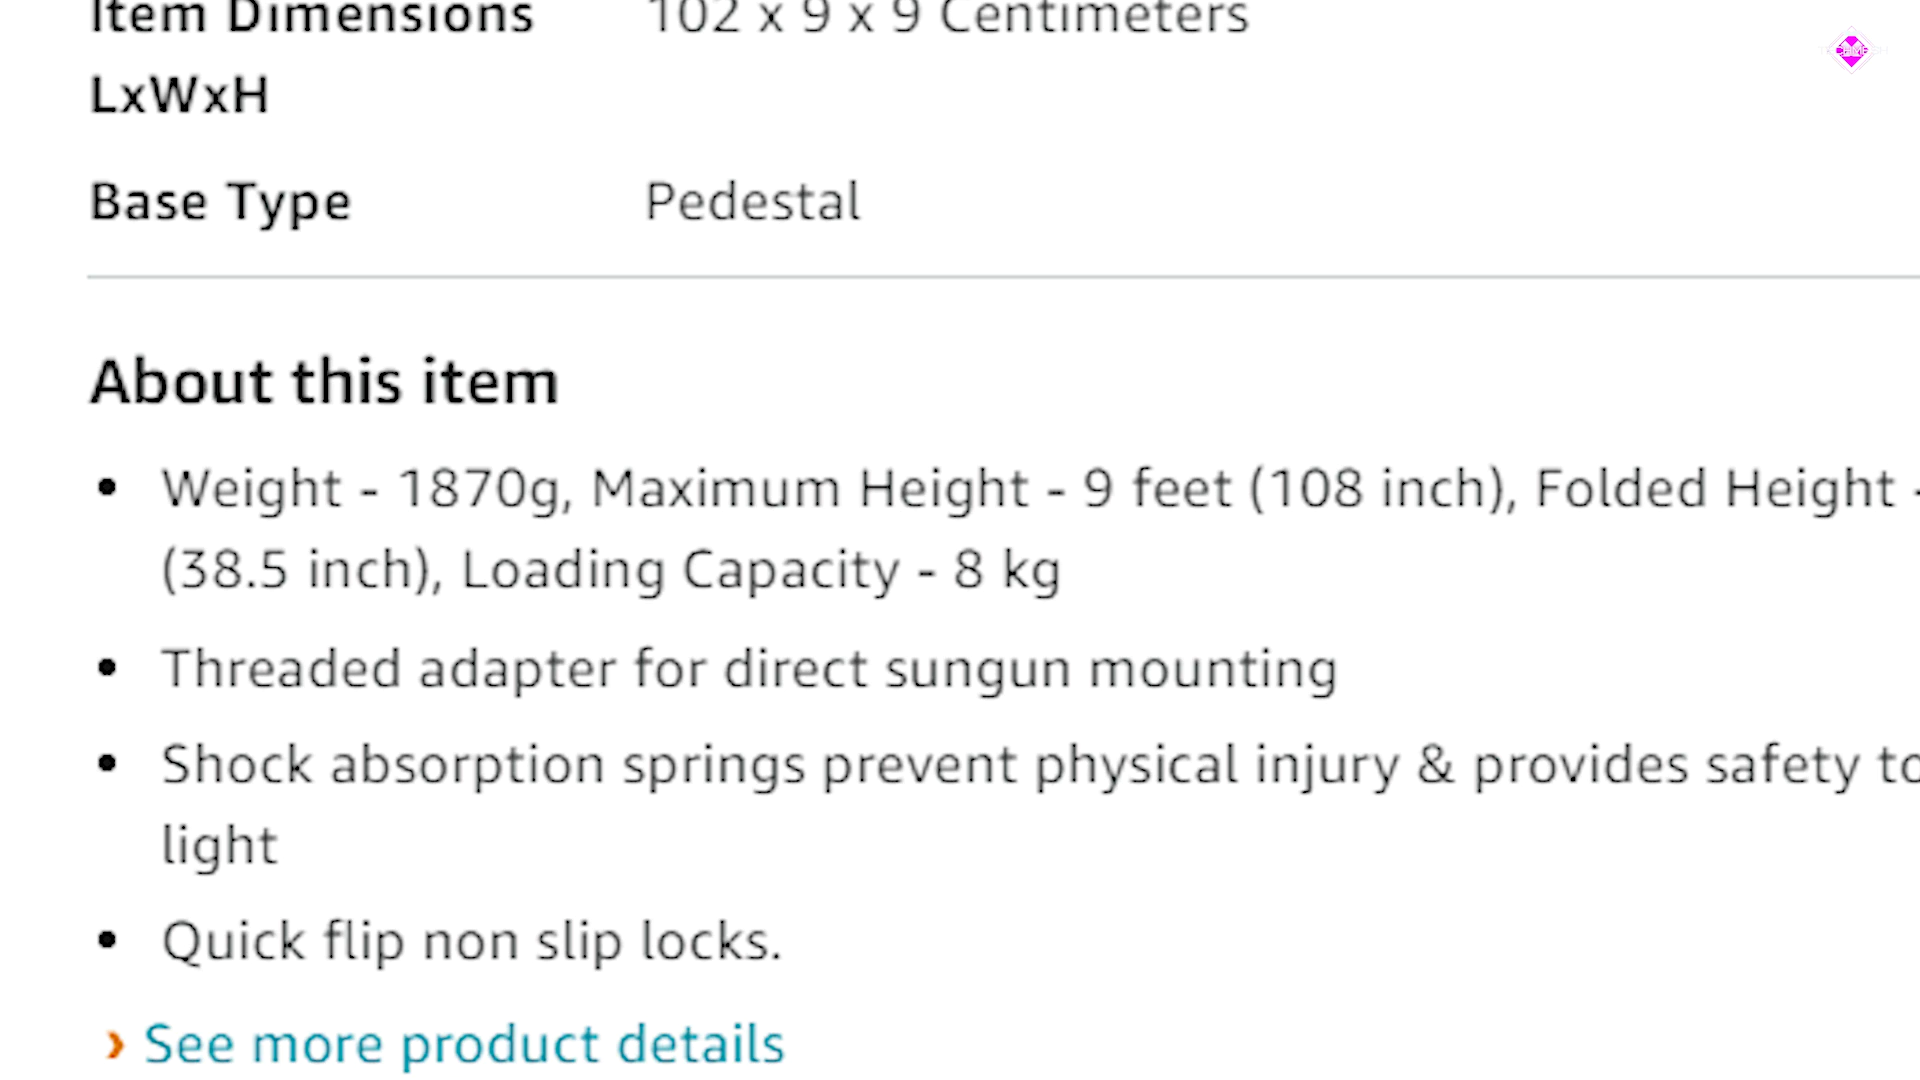 Item Dimensions 102 x 9 x 9 Centimeters
LxWxH
Base Type Pedestal
About this item
• Weight - 1870g, Maximum Height - 9 feet (108 inch), Folded Height -
(38.5 inch), Loading Capacity - 8 kg
• Threaded adapter for direct sungun mounting
• Shock absorption springs prevent physical injury & provides safety to
light
• Quick flip non slip locks.
› See more product details